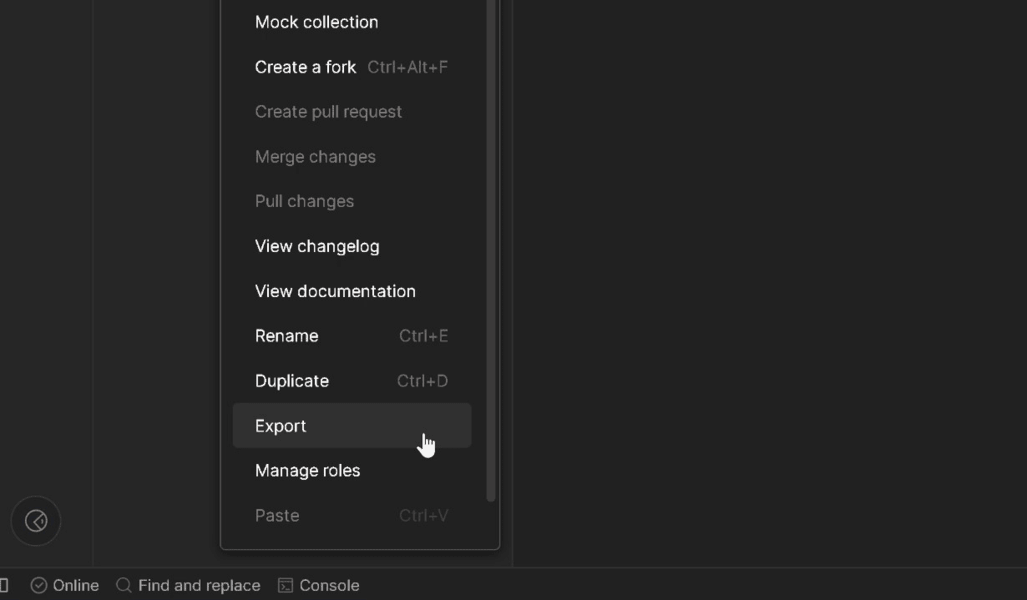 Mock collection
Create a fork Ctrl+Alt+F
Create pull request
Merge changes
Pull changes
View changelog
View documentation
Rename Ctrl+E
Duplicate Ctrl+D
Export
Manage roles
Paste Ctrl+V
Online Find and replace Console